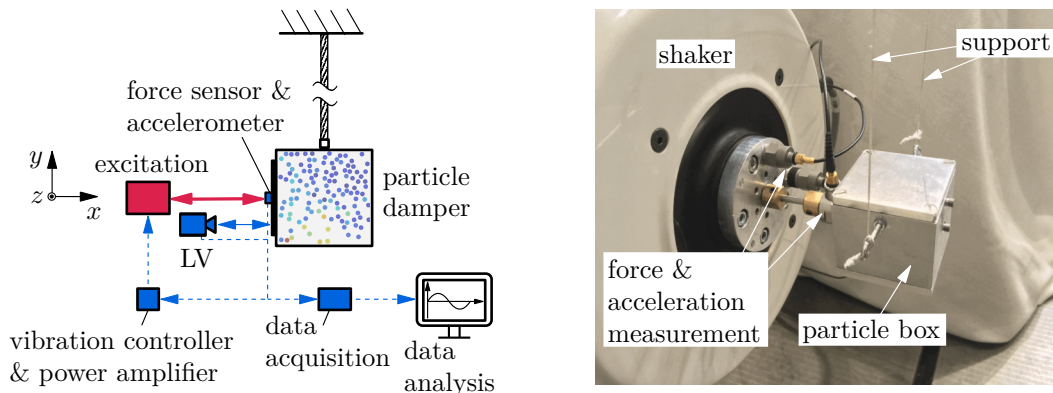 force sensor &
accelerometer
y
z
x
excitation
particle
damper
LV
vibration controller
& power amplifier
data
acquisition
data
analysis
shaker
support
force &
acceleration
measurement
particle box